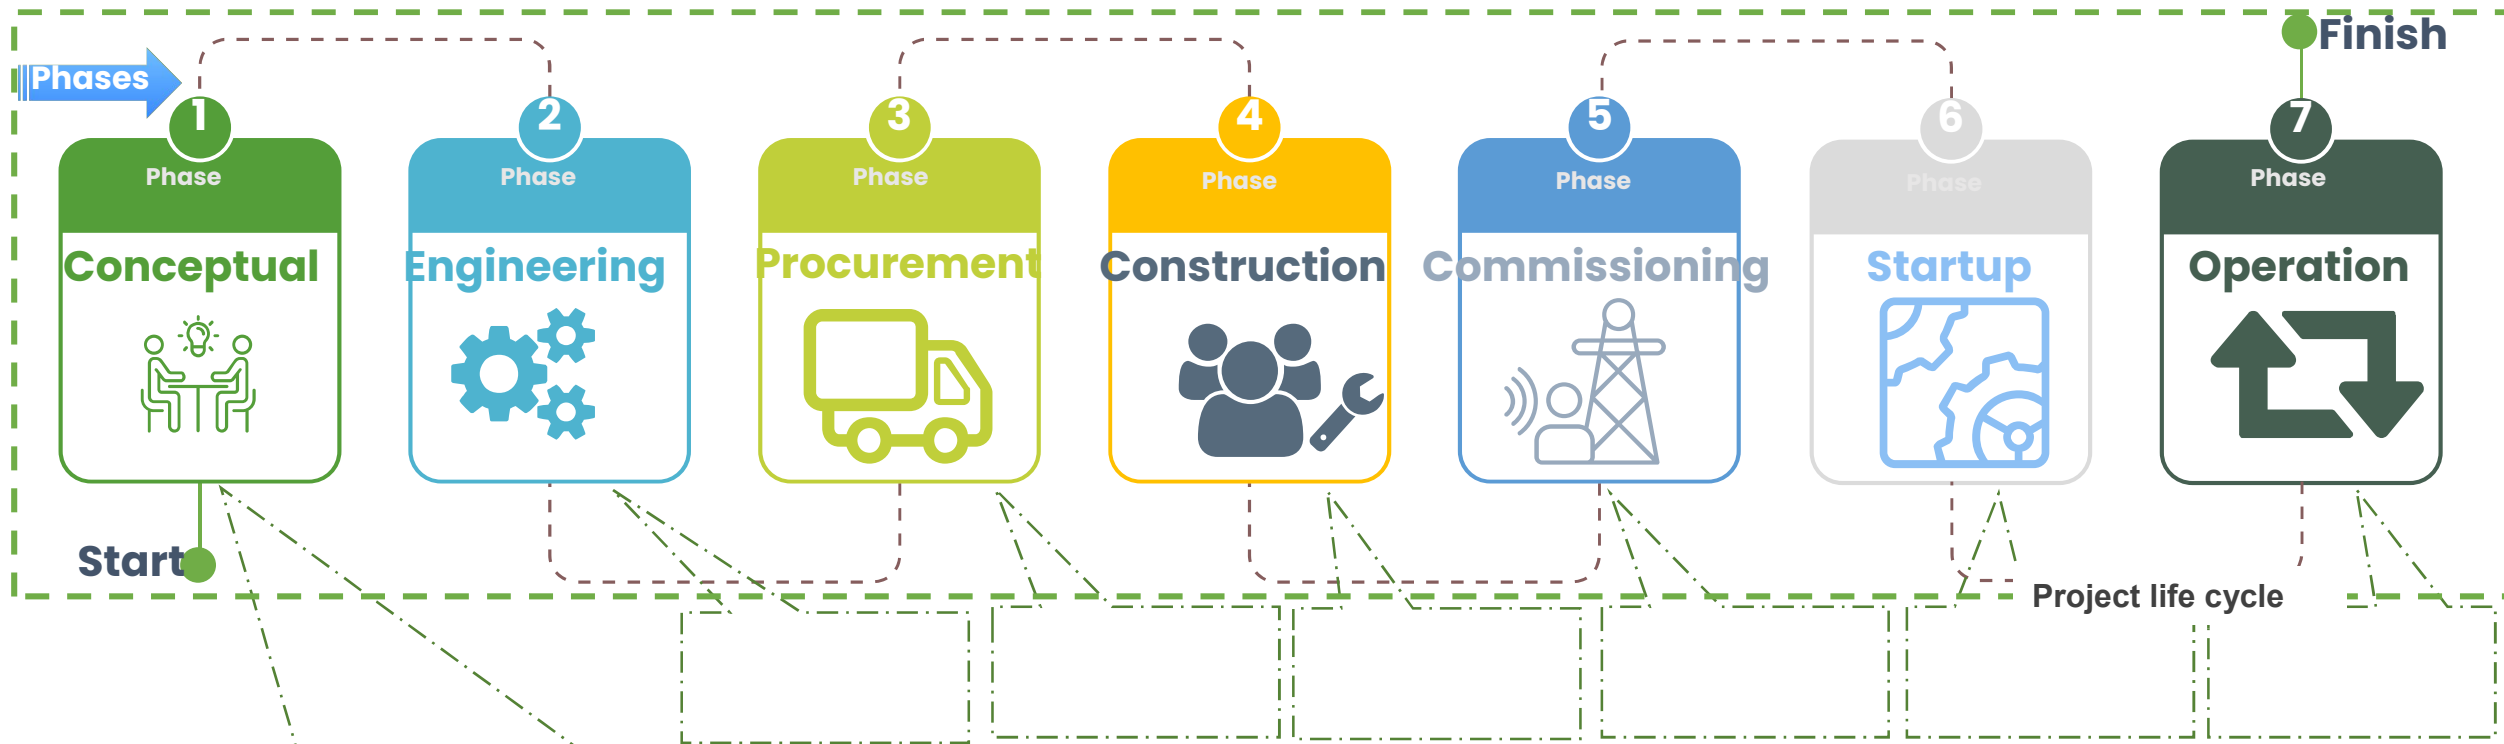 Finish
Phases
1
2
3
4
5
6
7
Phase
Phase
Phase
Phase
Phase
Phase
Phase
Conceptual
Engineering
Procurement
Construction
Commissioning
Startup
Operation
Start
Project life cycle